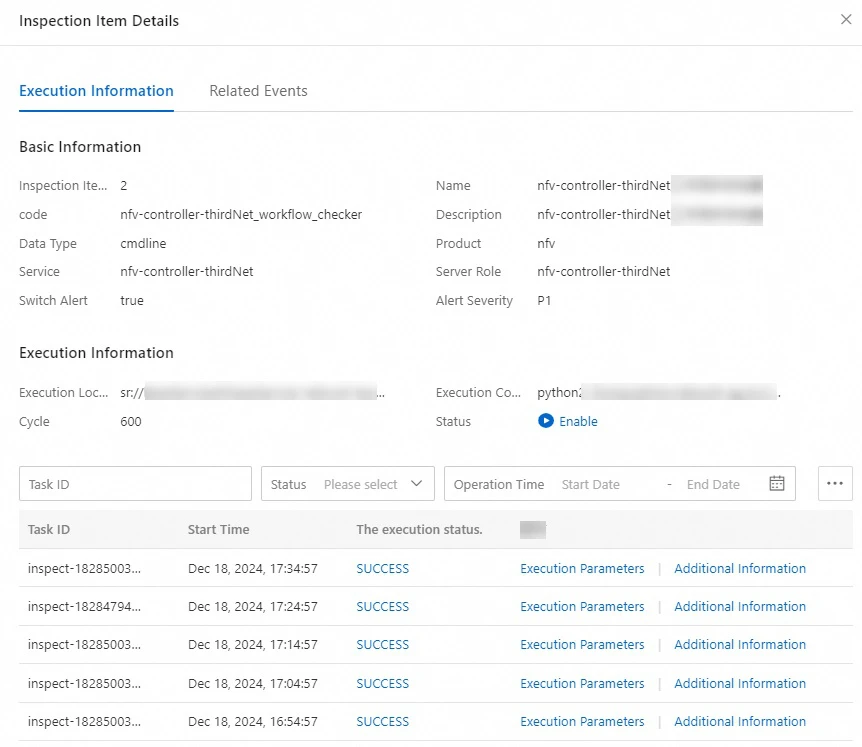 Inspection Item Details
Execution Information Related Events
Basic Information
Inspection Ite... 2 Name nfv-controller-thirdNet
code nfv-controller-thirdNet_workflow_checker Description nfv-controller-thirdNet
Data Type cmdline Product nfv
Service nfv-controller-thirdNet Server Role nfv-controller-thirdNet
Switch Alert true Alert Severity P1
Execution Information
Execution Loc... sr:// ... Execution Co... python2 .
Cycle 600 Status Enable
Task ID Status Please select Operation Time Start Date - End Date ...
Task ID Start Time The execution status.
inspect-18285003... Dec 18, 2024, 17:34:57 SUCCESS Execution Parameters | Additional Information
inspect-18284794... Dec 18, 2024, 17:24:57 SUCCESS Execution Parameters | Additional Information
inspect-18285003... Dec 18, 2024, 17:14:57 SUCCESS Execution Parameters | Additional Information
inspect-18285003... Dec 18, 2024, 17:04:57 SUCCESS Execution Parameters | Additional Information
inspect-18285003... Dec 18, 2024, 16:54:57 SUCCESS Execution Parameters | Additional Information